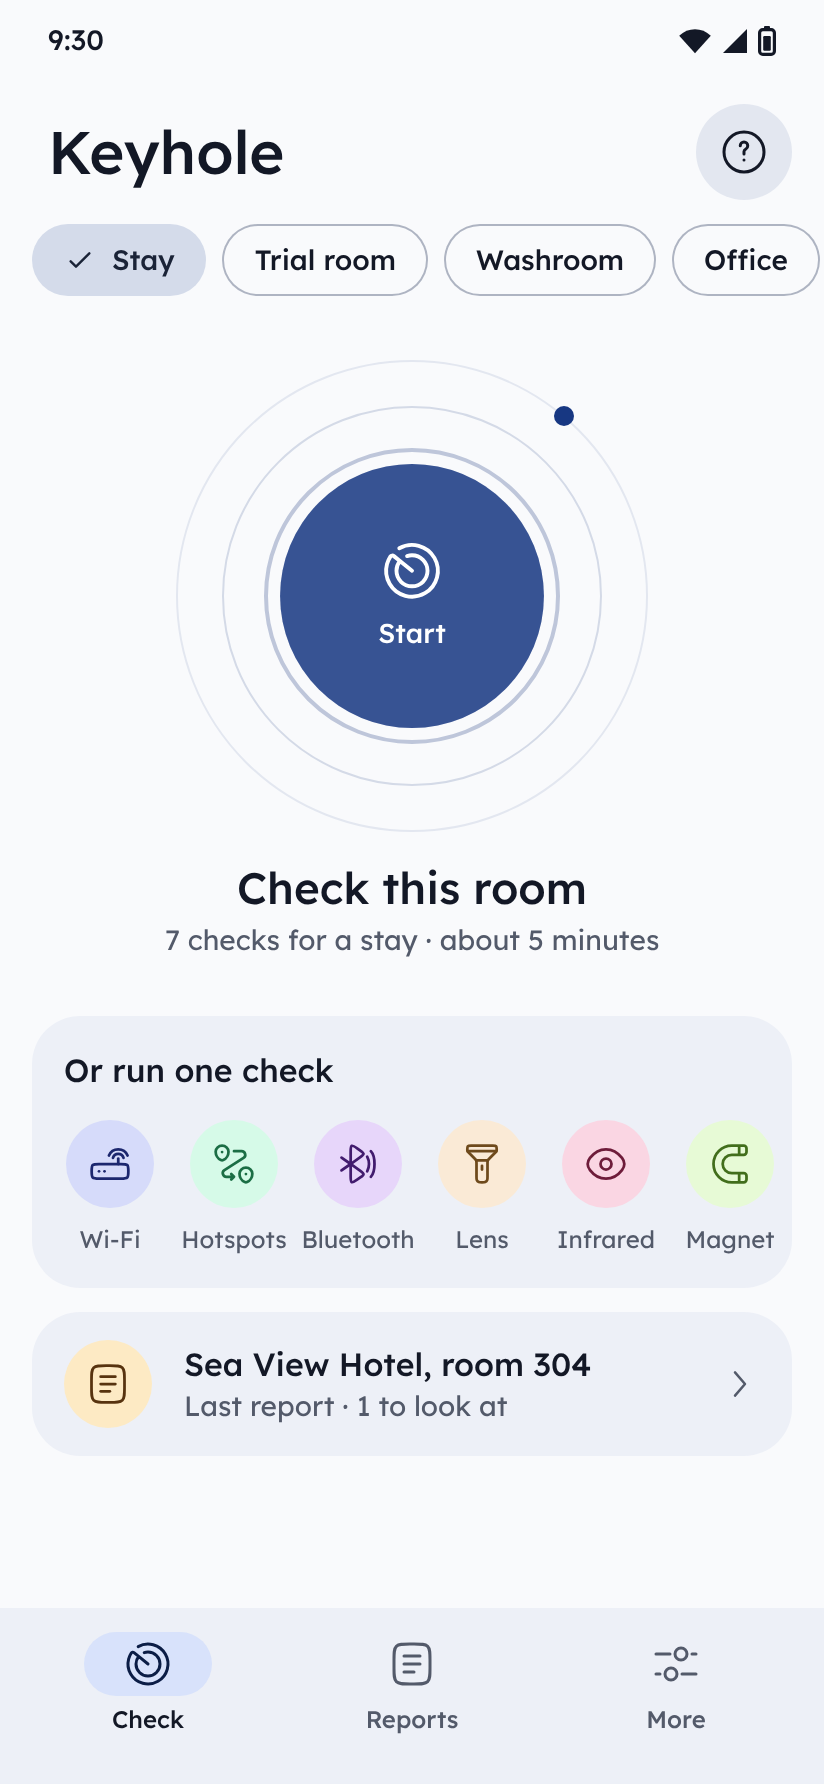 9:30
Keyhole
Stay
Trial room
Washroom
Office
Start
Check this room
7 checks for a stay · about 5 minutes
Or run one check
Wi-Fi
Hotspots
Bluetooth
Lens
Infrared
Magnet
Sea View Hotel, room 304
Last report · 1 to look at
Check
Reports
More